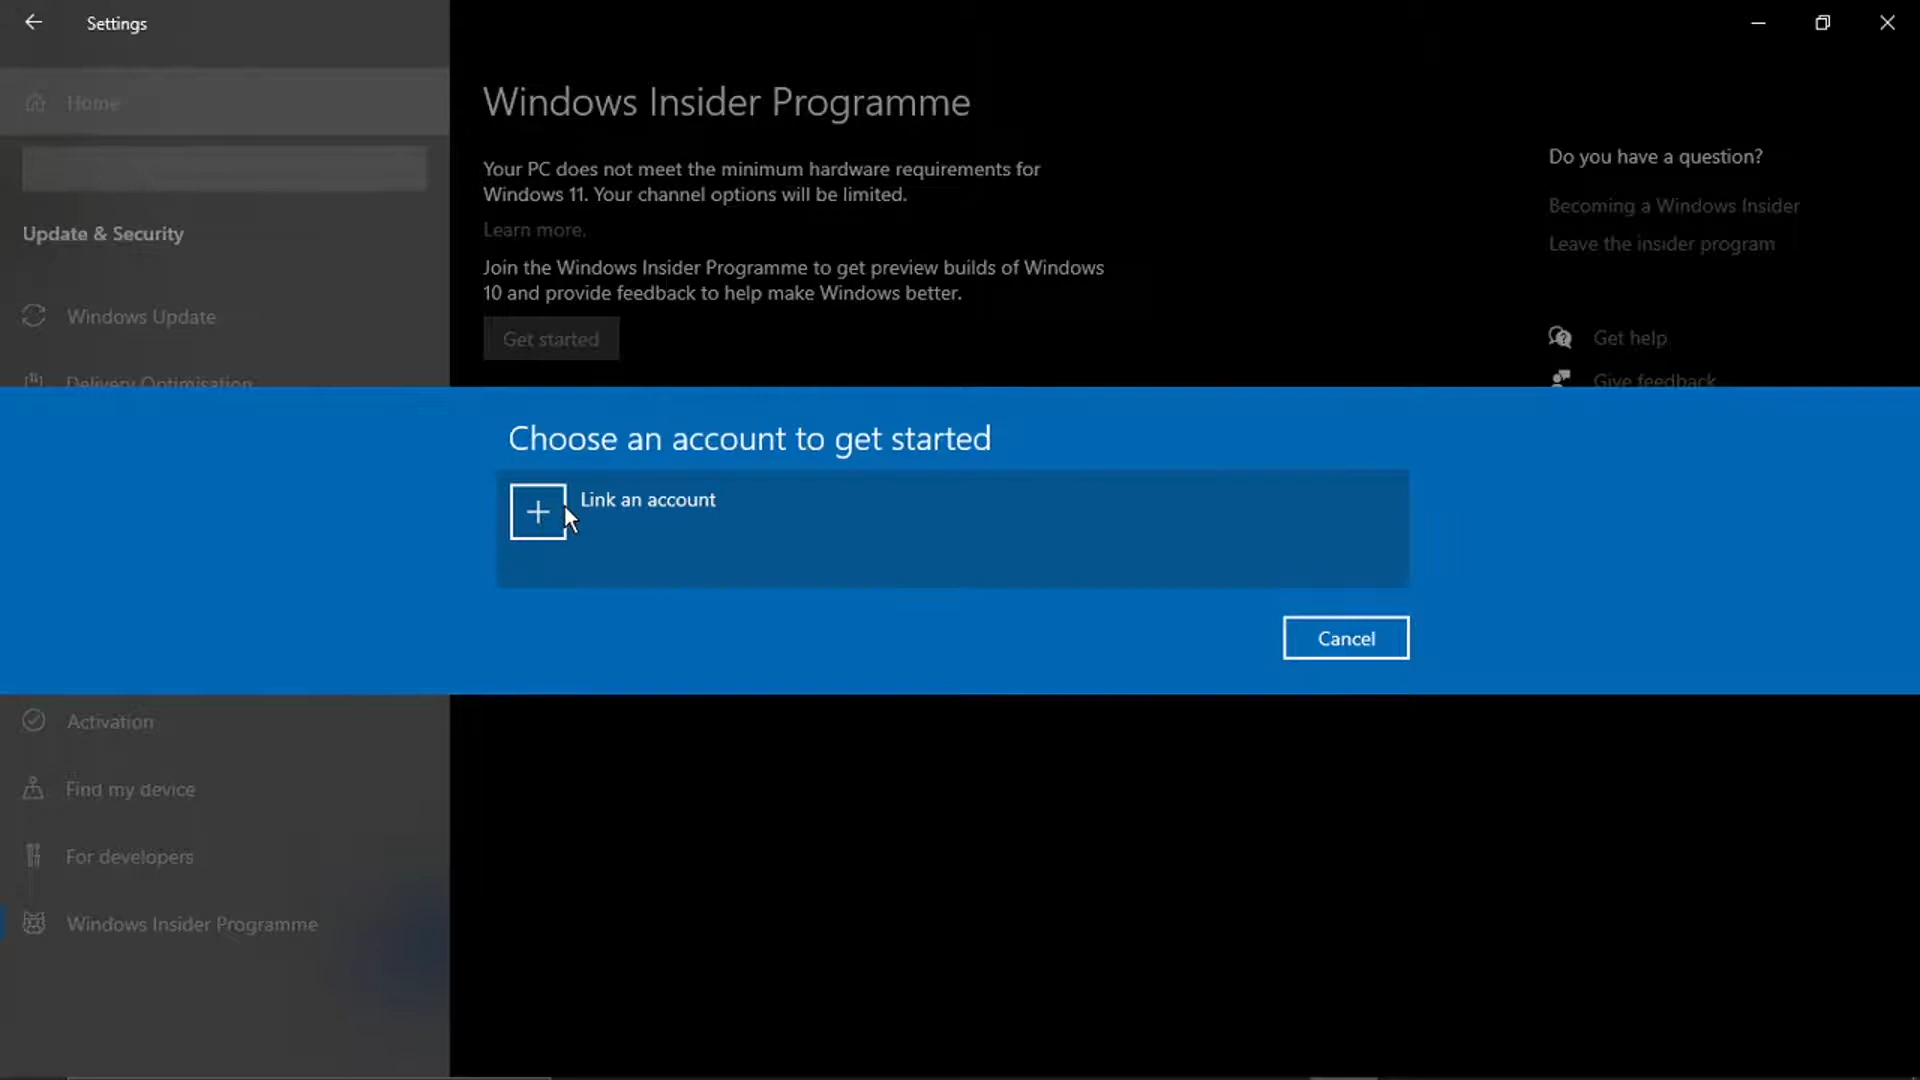 Settings
Home
Update & Security
Windows Update
Delivery Optimisation
Windows Insider Programme
Your PC does not meet the minimum hardware requirements for
Windows 11. Your channel options will be limited.
Learn more.
Join the Windows Insider Programme to get preview builds of Windows
10 and provide feedback to help make Windows better.
Get started
Do you have a question?
Becoming a Windows Insider
Leave the insider program
Get help
Give feedback
Choose an account to get started
Link an account
Cancel
Activation
Find my device
For developers
Windows Insider Programme